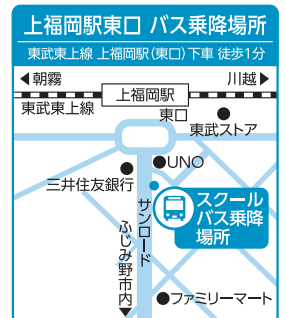 上福岡駅東口 バス乗降場所
東武東上線 上福岡駅(東口)下車 徒歩1分
◀朝霧
川越▶
上福岡駅
東武東上線
東口
東武ストア
UNO
三井住友銀行
サンロード
スクール
バス乗降
場所
ふじみ野市内
ファミリーマート